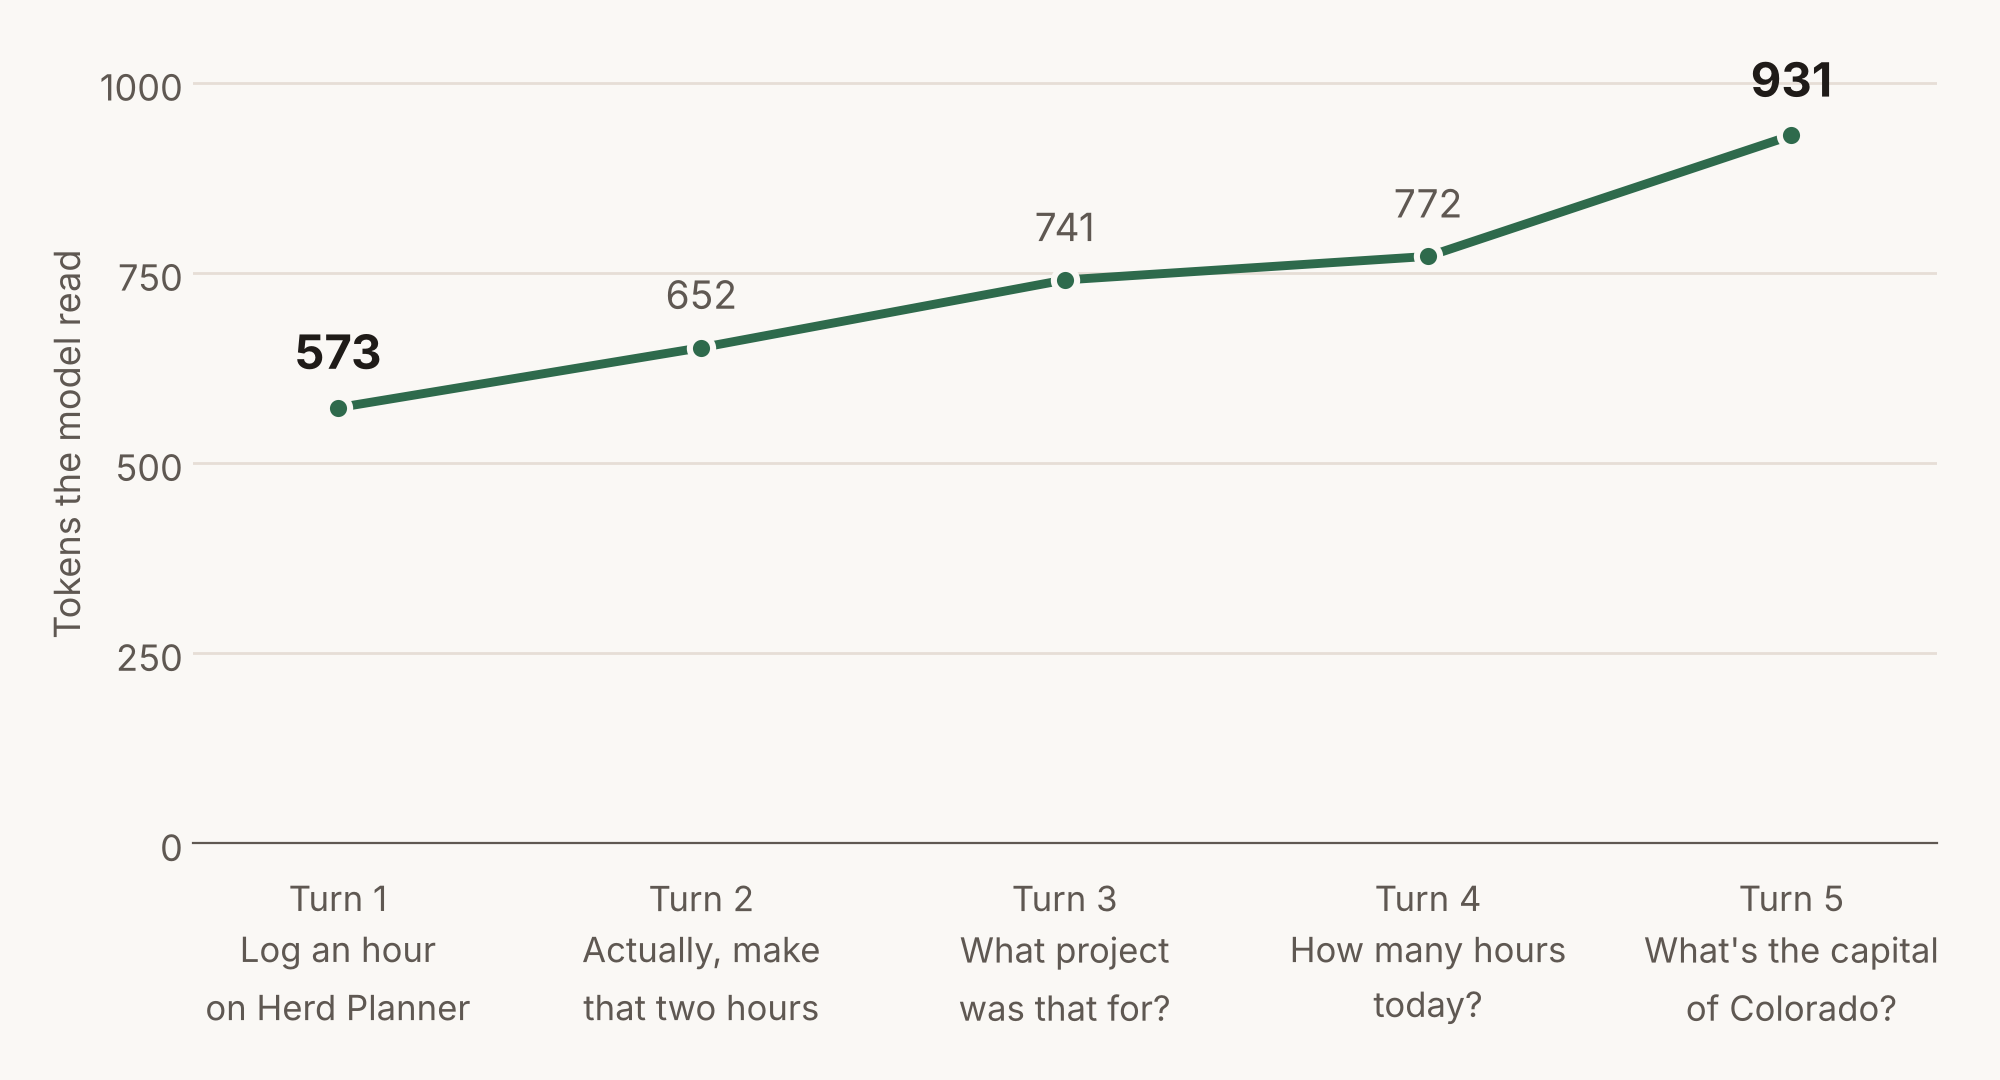 Tokens the model read
1000
750
500
250
0
573
652
741
772
931
Turn 1
Log an hour
on Herd Planner
Turn 2
Actually, make
that two hours
Turn 3
What project
was that for?
Turn 4
How many hours
today?
Turn 5
What's the capital
of Colorado?